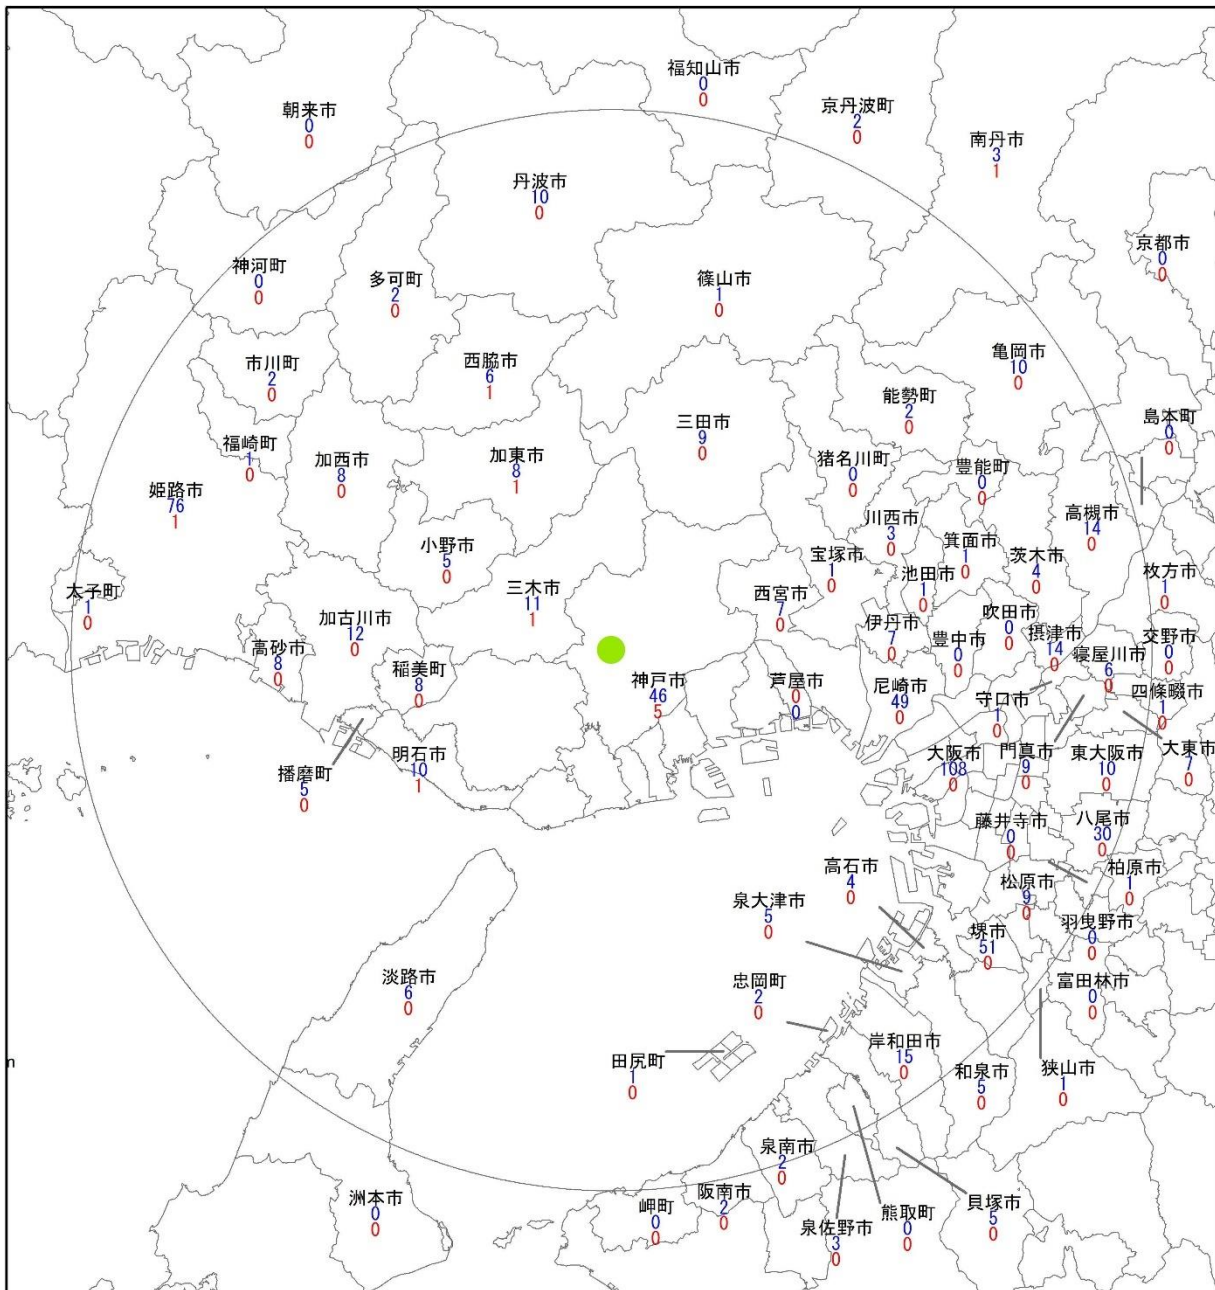 福知山市
0
0
朝来市
0
0
京丹波町
2
0
南丹市
3
1
丹波市
10
0
京都市
0
0
神河町
0
0
多可町
2
0
篠山市
1
0
市川町
2
0
西脇市
6
1
亀岡市
10
0
能勢町
2
0
島本町
0
0
三田市
9
0
福崎町
1
0
加西市
8
0
加東市
8
1
猪名川町
0
0
豊能町
0
0
姫路市
76
1
高槻市
14
0
川西市
3
0
小野市
5
0
箕面市
1
0
茨木市
4
0
宝塚市
1
0
池田市
1
0
枚方市
1
0
太子町
1
0
三木市
11
1
西宮市
7
0
加古川市
12
0
伊丹市
7
0
吹田市
0
0
豊中市
0
0
摂津市
14
0
交野市
0
0
高砂市
8
0
稲美町
8
0
寝屋川市
6
0
神戸市
46
5
芦屋市
0
0
尼崎市
49
0
守口市
1
0
四條畷市
1
0
明石市
10
1
大阪市
108
0
門真市
9
0
東大阪市
10
0
大東市
7
0
播磨町
5
0
藤井寺市
0
0
八尾市
30
0
高石市
4
0
柏原市
1
0
松原市
9
0
泉大津市
5
0
羽曳野市
0
0
堺市
51
0
淡路市
6
0
忠岡町
2
0
富田林市
0
0
岸和田市
15
0
田尻町
1
0
和泉市
5
0
狭山市
1
0
n
泉南市
2
0
洲本市
0
0
阪南市
2
0
岬町
0
0
泉佐野市
3
0
熊取町
0
0
貝塚市
5
0